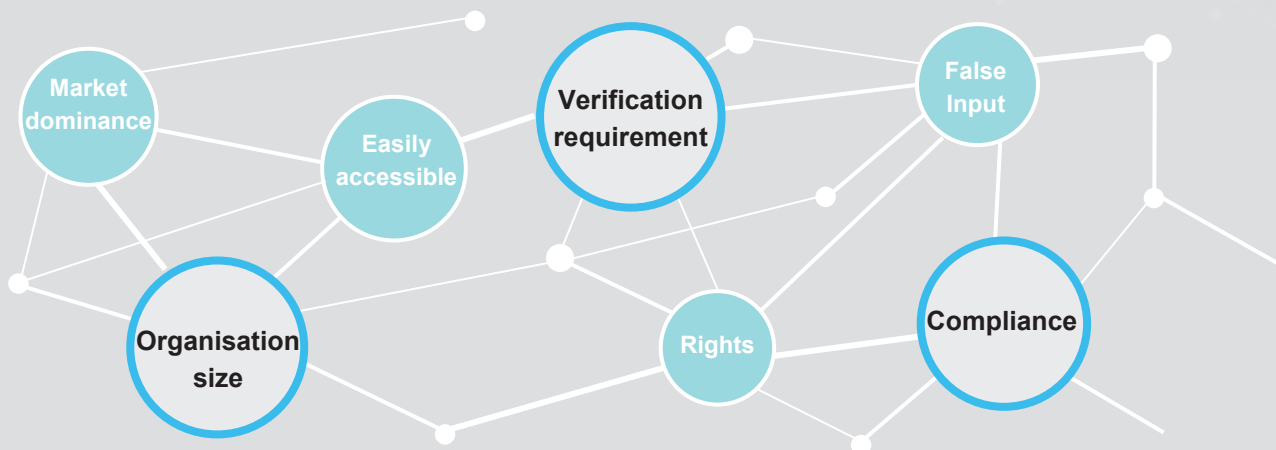 Market
dominance
Easily
accessible
Verification
requirement
False
Input
Organisation
size
Rights
Compliance